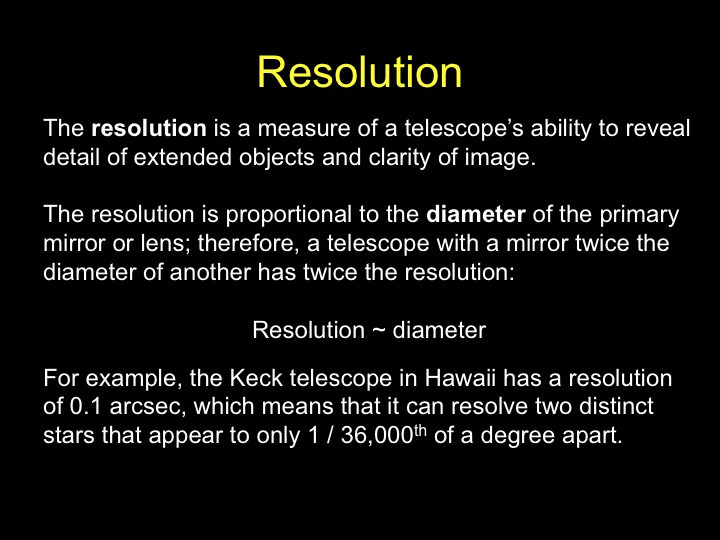 Resolution
The resolution is a measure of a telescope’s ability to reveal
detail of extended objects and clarity of image.
The resolution is proportional to the diameter of the primary
mirror or lens; therefore, a telescope with a mirror twice the
diameter of another has twice the resolution:
Resolution ~ diameter
For example, the Keck telescope in Hawaii has a resolution
of 0.1 arcsec, which means that it can resolve two distinct
stars that appear to only 1 / 36,000th of a degree apart.